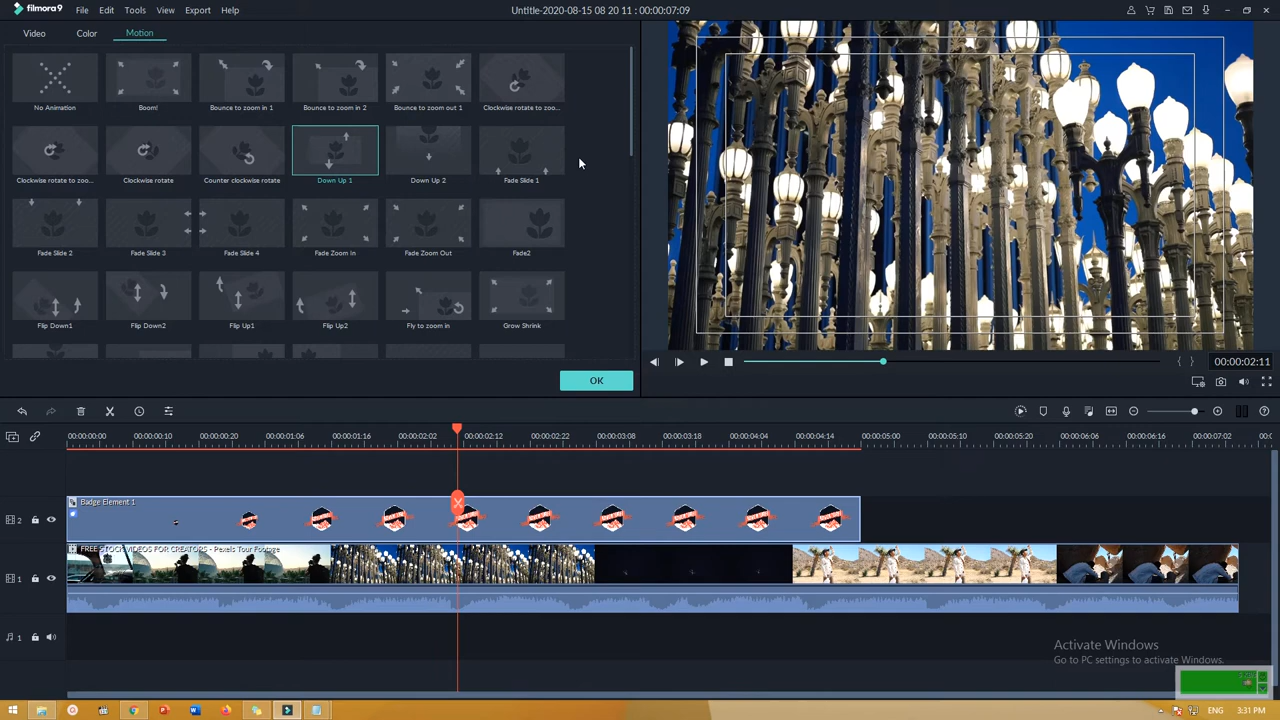 filmora9
File Edit Tools View Export Help
Untitle-2020-08-15 08 20 11 : 00:00:07:09
Video Color Motion
No Animation Boom! Bounce to zoom in 1 Bounce to zoom in 2 Bounce to zoom out 1 Clockwise rotate to zoo...
Clockwise rotate to zoo... Clockwise rotate Counter clockwise rotate Down Up 1 Down Up 2 Fade Slide 1
Fade Slide 2 Fade Slide 3 Fade Slide 4 Fade Zoom In Fade Zoom Out Fade2
Flip Down1 Flip Down2 Flip Up1 Flip Up2 Fly to zoom in Grow Shrink
OK
00:00:02:11
00:00:00:00 00:00:00:10 00:00:00:20 00:00:01:06 00:00:01:16 00:00:02:02 00:00:02:12 00:00:02:22 00:00:03:08 00:00:03:18 00:00:04:04 00:00:04:14 00:00:05:00 00:00:05:10 00:00:05:20 00:00:06:06 00:00:06:16 00:00:07:02
Badge Element 1
2
FREE STOCK VIDEOS FOR CREATORS - Pexels Tour Footage
1
1
Activate Windows
Go to PC settings to activate Windows.
ENG 3:31 PM